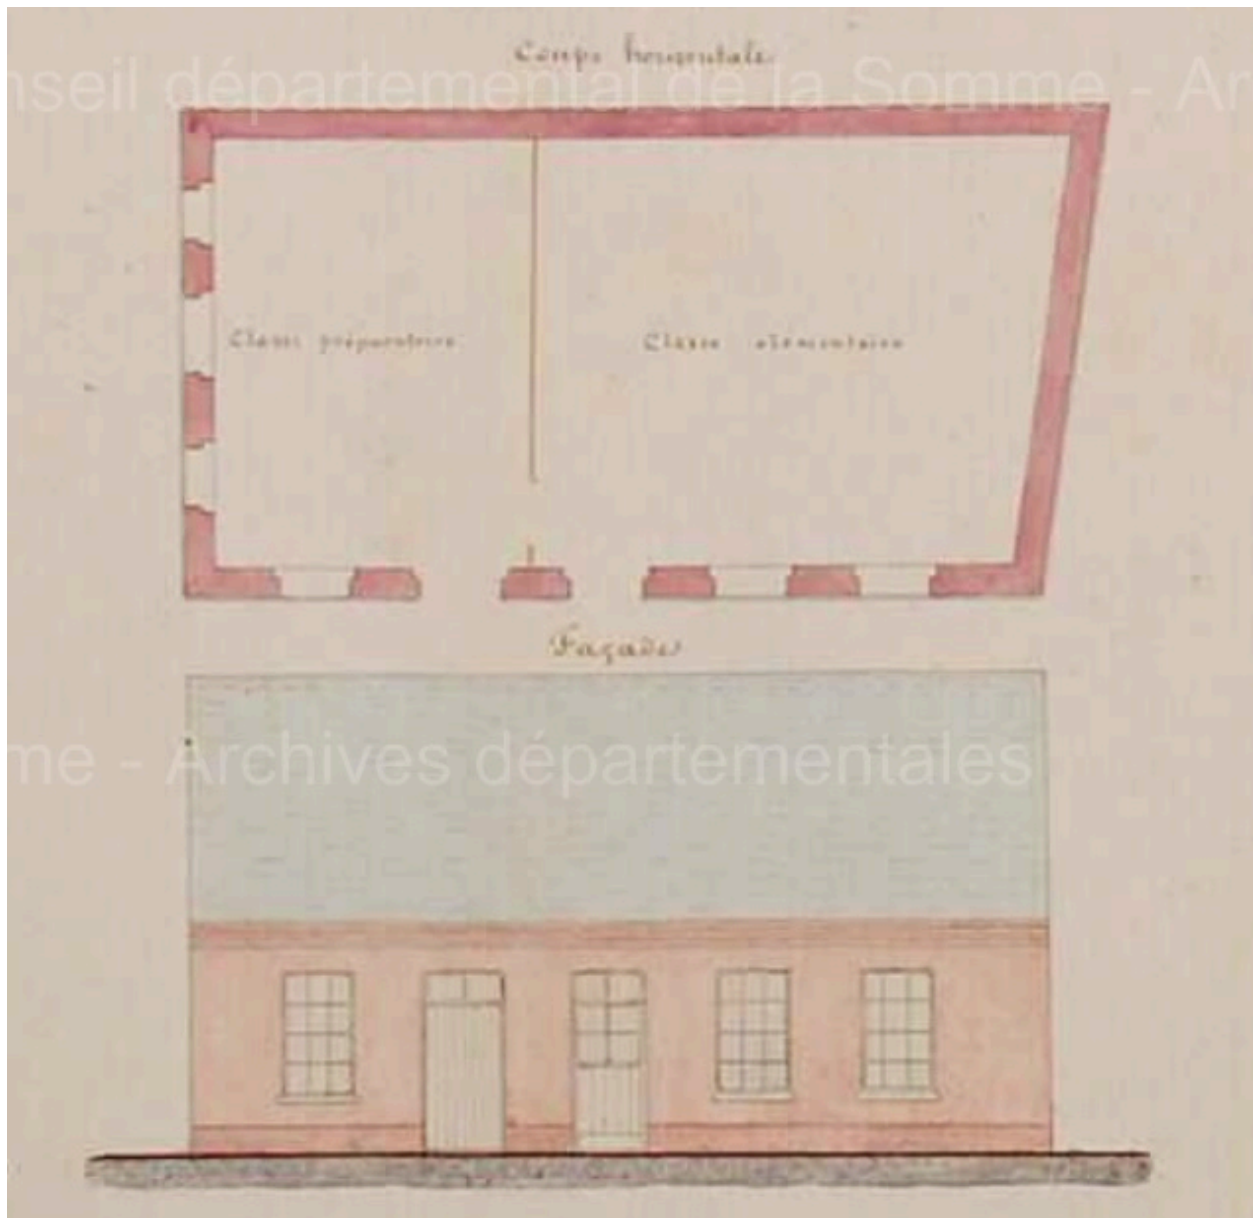 Coupe horizontale
nseil départemental de la Somme - Ar
Classe préparatoire
Classe élémentaire
Façade
me - Archives départementales